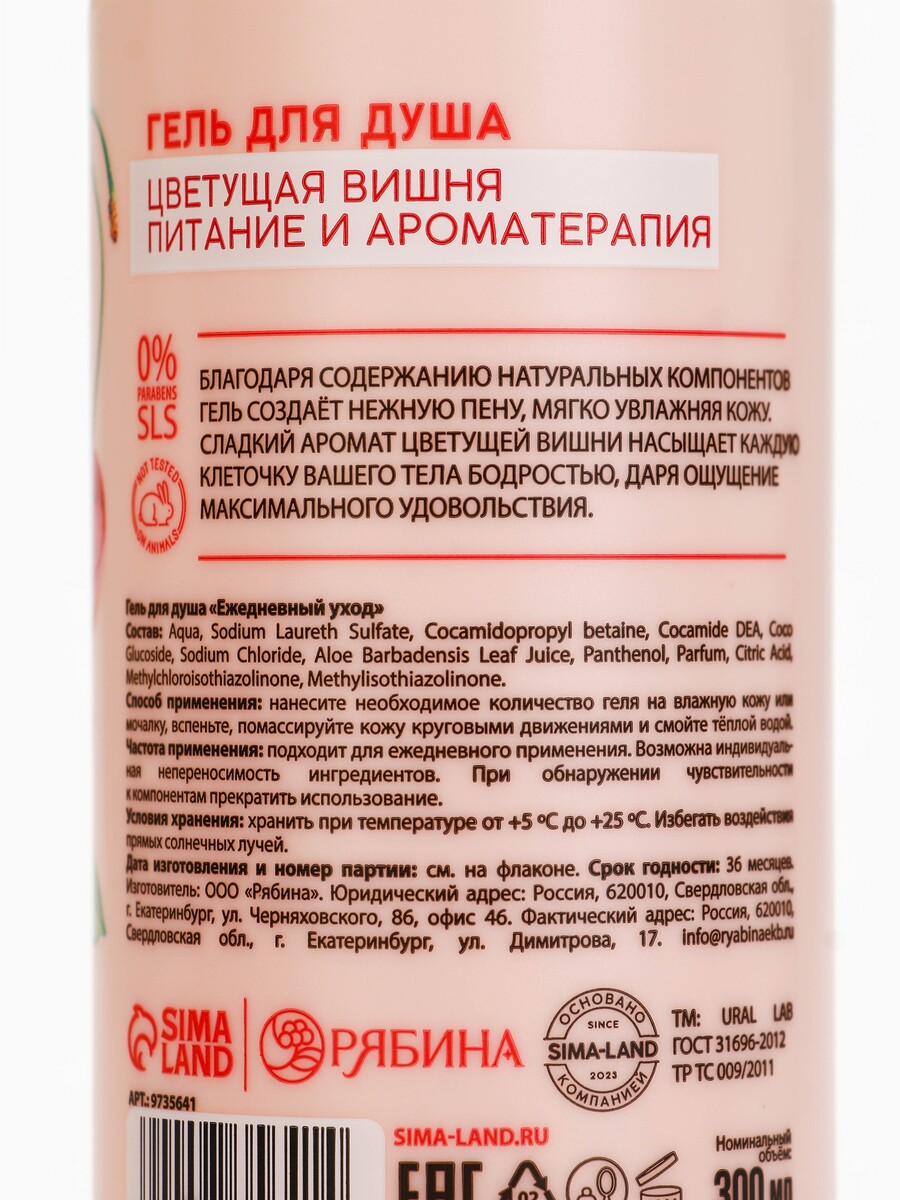 ГЕЛЬ ДЛЯ ДУША
ЦВЕТУЩАЯ ВИШНЯ
ПИТАНИЕ И АРОМАТЕРАПИЯ
0%
PARABENS
SLS
NOT TESTED
ON ANIMALS
БЛАГОДАРЯ СОДЕРЖАНИЮ НАТУРАЛЬНЫХ КОМПОНЕНТОВ
ГЕЛЬ СОЗДАЁТ НЕЖНУЮ ПЕНУ, МЯГКО УВЛАЖНЯЯ КОЖУ.
СЛАДКИЙ АРОМАТ ЦВЕТУЩЕЙ ВИШНИ НАСЫЩАЕТ КАЖДУЮ
КЛЕТОЧКУ ВАШЕГО ТЕЛА БОДРОСТЬЮ, ДАРЯ ОЩУЩЕНИЕ
МАКСИМАЛЬНОГО УДОВОЛЬСТВИЯ.
Гель для душа «Ежедневный уход»
Состав: Aqua, Sodium Laureth Sulfate, Cocamidopropyl betaine, Cocamide DEA, Coco
Glucoside, Sodium Chloride, Aloe Barbadensis Leaf Juice, Panthenol, Parfum, Citric Acid,
Methylchloroisothiazolinone, Methylisothiazolinone.
Способ применения: нанесите необходимое количество геля на влажную кожу или
мочалку, вспеньте, помассируйте кожу круговыми движениями и смойте тёплой водой.
Частота применения: подходит для ежедневного применения. Возможна индивидуаль-
ная непереносимость ингредиентов. При обнаружении чувствительности
к компонентам прекратить использование.
Условия хранения: хранить при температуре от +5 °C до +25 °C. Избегать воздействия
прямых солнечных лучей.
Дата изготовления и номер партии: см. на флаконе. Срок годности: 36 месяцев.
Изготовитель: ООО «Рябина». Юридический адрес: Россия, 620010, Свердловская обл.,
г. Екатеринбург, ул. Черняховского, 86, офис 46. Фактический адрес: Россия, 620010,
Свердловская обл., г. Екатеринбург, ул. Димитрова, 17. info@ryabinaekb.ru
SIMA
LAND
РЯБИНА
ОСНОВАНО
SINCE
SIMA-LAND
2023
КОМПАНИЕЙ
ТМ: URAL LAB
ГОСТ 31696-2012
ТР ТС 009/2011
АРТ.: 9735641
SIMA-LAND.RU
EAC
02
Номинальный
объём:
300 мл